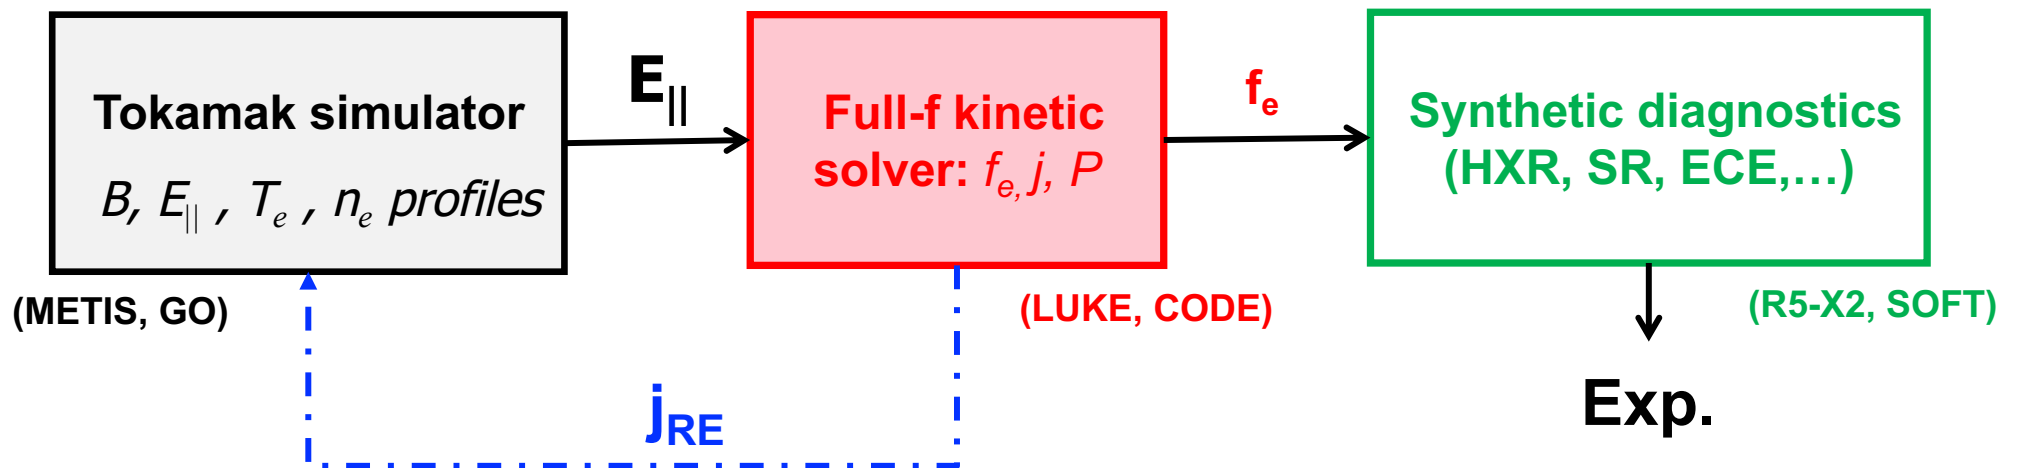 Tokamak simulator
B, E|| , Te , ne profiles
(METIS, GO)
E||
Full-f kinetic
solver: fe, j, P
(LUKE, CODE)
fe
Synthetic diagnostics
(HXR, SR, ECE,…)
(R5-X2, SOFT)
Exp.
jRE